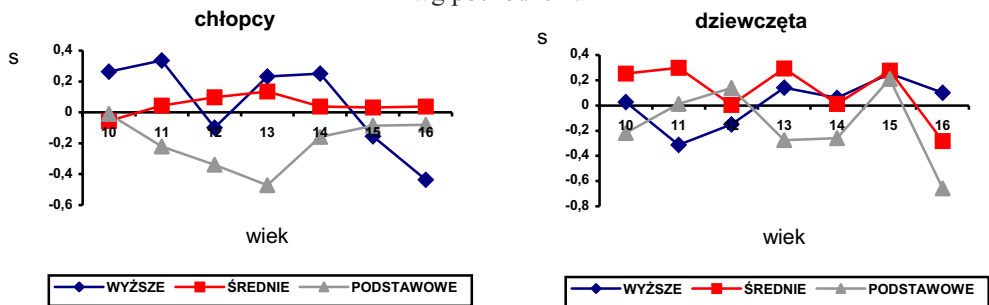 wg
chłopcy
s
0,4
0,2
0
-0,2
-0,4
-0,6
10 11 12 13 14 15 16
wiek
WYŻSZE ŚREDNIE PODSTAWOWE
dziewczęta
s
0,4
0,2
0
-0,2
-0,4
-0,6
-0,8
10 11 12 13 14 15 16
wiek
WYŻSZE ŚREDNIE PODSTAWOWE